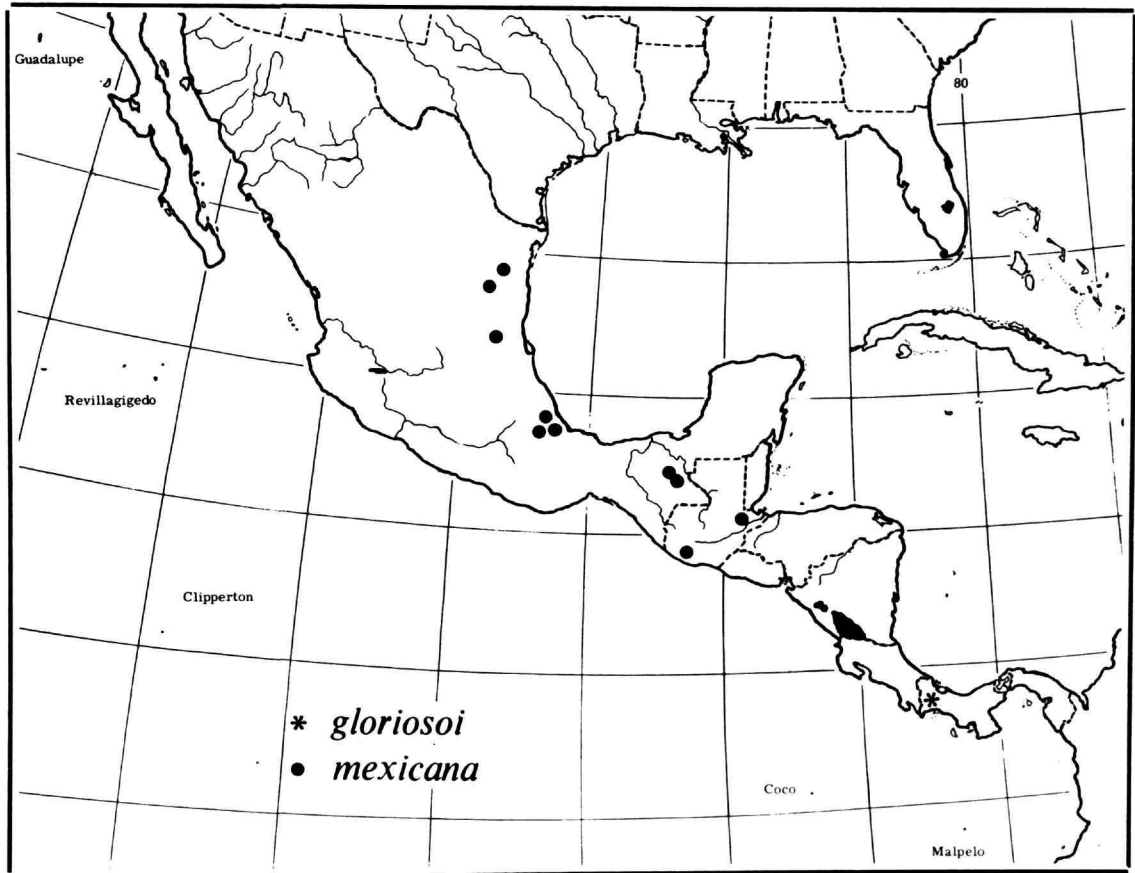 Guadalupe
80
Revillagigedo
Clipperton
* gloriosoi
● mexicana
Coco
Malpelo